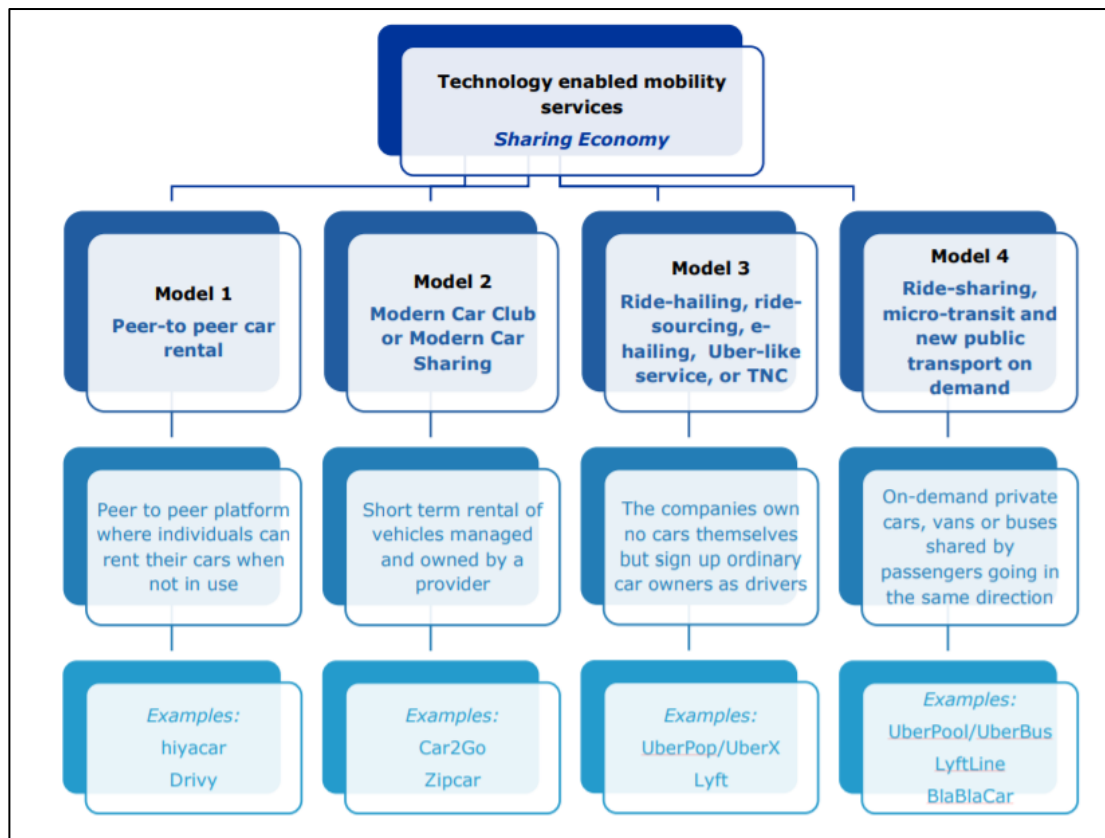 Technology enabled mobility
services
Sharing Economy
Model 1
Peer-to peer car
rental
Model 2
Modern Car Club
or Modern Car
Sharing
Model 3
Ride-hailing, ride-
sourcing, e-
hailing, Uber-like
service, or TNC
Model 4
Ride-sharing,
micro-transit and
new public
transport on
demand
Peer to peer platform
where individuals can
rent their cars when
not in use
Short term rental of
vehicles managed
and owned by a
provider
The companies own
no cars themselves
but sign up ordinary
car owners as drivers
On-demand private
cars, vans or buses
shared by
passengers going in
the same direction
Examples:
hiyacar
Drivy
Examples:
Car2Go
Zipcar
Examples:
UberPop/UberX
Lyft
Examples:
UberPool/UberBus
LyftLine
BlaBlaCar